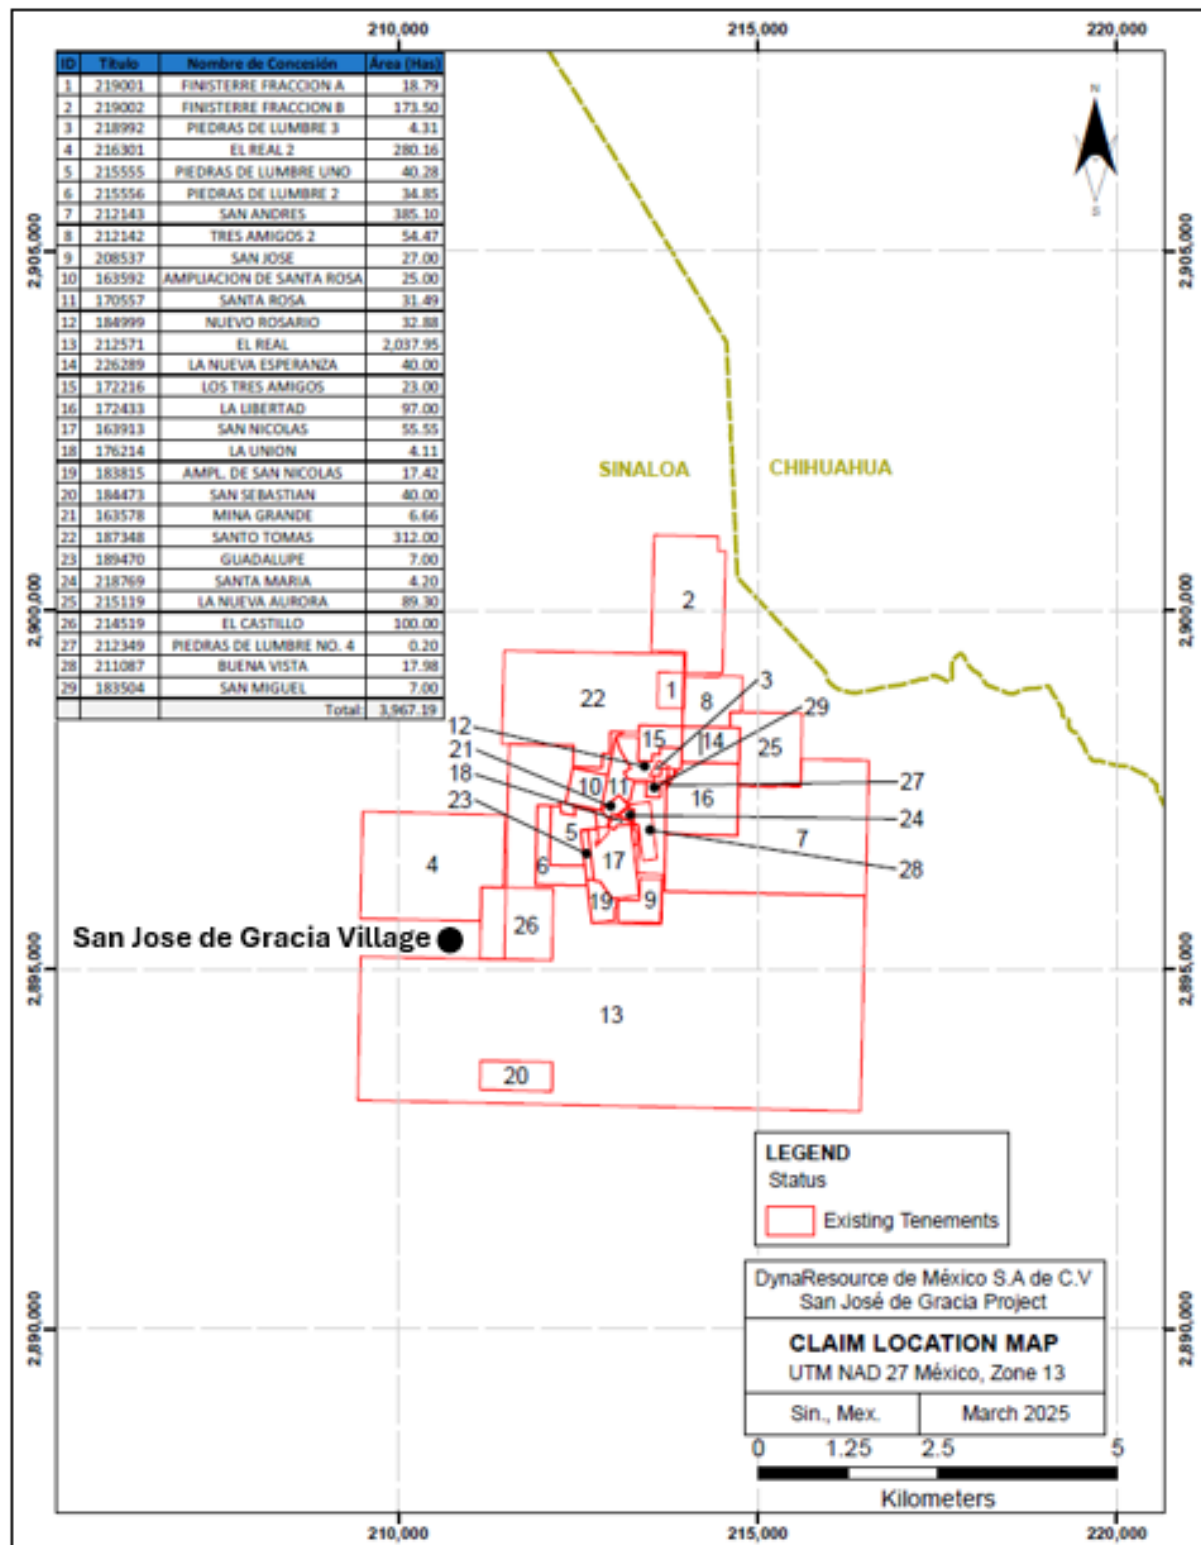 210,000 215,000 220,000
ID Título Nombre de Concesión Área (Has)
1 219001 FINISTERRE FRACCION A 18.79
2 219002 FINISTERRE FRACCION B 173.50
3 218992 PIEDRAS DE LUMBRE 3 4.31
4 216301 EL REAL 2 280.16
5 215555 PIEDRAS DE LUMBRE UNO 40.28
6 215556 PIEDRAS DE LUMBRE 2 34.85
7 212143 SAN ANDRES 385.10
8 212142 TRES AMIGOS 2 54.47
9 208537 SAN JOSE 27.00
10 163592 AMPLIACION DE SANTA ROSA 25.00
11 170557 SANTA ROSA 31.49
12 184999 NUEVO ROSARIO 32.88
13 212571 EL REAL 2,037.95
14 226289 LA NUEVA ESPERANZA 40.00
15 172216 LOS TRES AMIGOS 23.00
16 172433 LA LIBERTAD 97.00
17 163913 SAN NICOLAS 55.55
18 176214 LA UNION 4.11
19 183815 AMPL. DE SAN NICOLAS 17.42
20 184473 SAN SEBASTIAN 40.00
21 163578 MINA GRANDE 6.66
22 187348 SANTO TOMAS 312.00
23 189470 GUADALUPE 7.00
24 218769 SANTA MARIA 4.20
25 215119 LA NUEVA AURORA 89.30
26 214519 EL CASTILLO 100.00
27 212349 PIEDRAS DE LUMBRE NO. 4 0.20
28 211087 BUENA VISTA 17.98
29 183504 SAN MIGUEL 7.00
Total: 3,967.19
N
S
2,905,000 2,905,000
SINALOA CHIHUAHUA
2,900,000 2,900,000
2
3
1
22
8
29
12
15
14
25
21
27
18
10
11
16
24
23
5
7
17
28
4
6
19
9
26
San Jose de Gracia Village
2,895,000 2,895,000
13
20
LEGEND
Status
Existing Tenements
DynaResource de México S.A de C.V
San José de Gracia Project
2,890,000 2,890,000
CLAIM LOCATION MAP
UTM NAD 27 México, Zone 13
Sin., Mex. March 2025
0 1.25 2.5 5
Kilometers
210,000 215,000 220,000